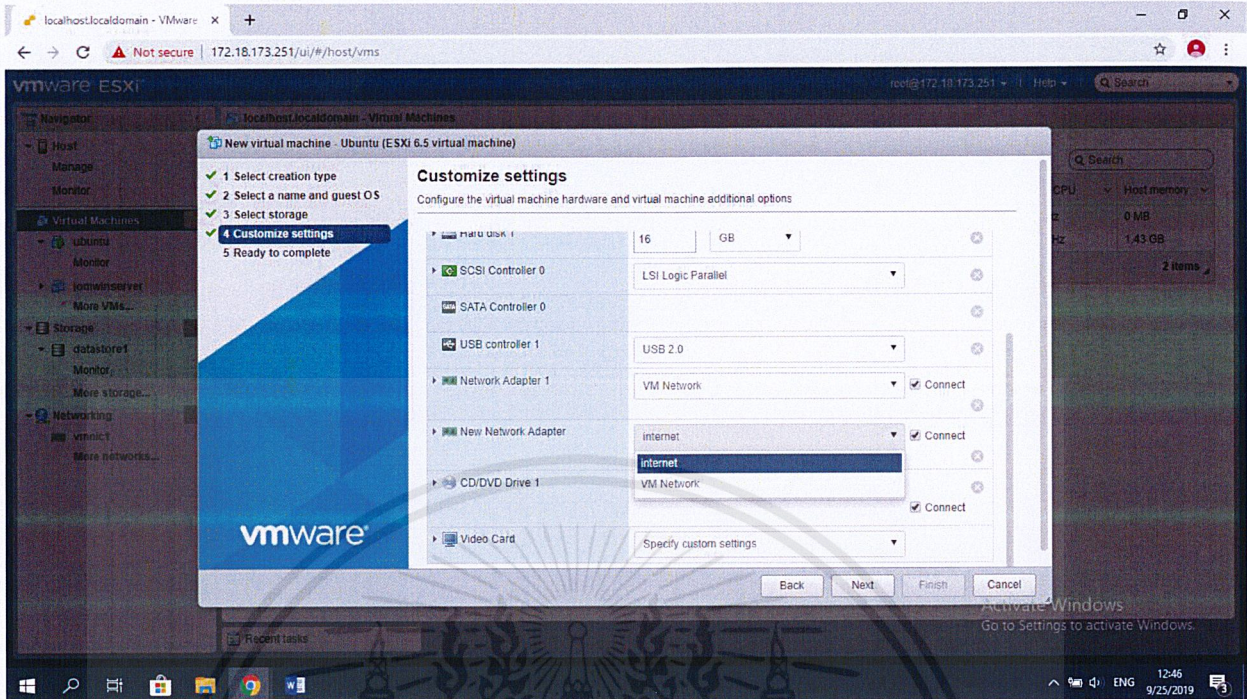 localhost.localdomain - VMware
Not secure | 172.18.173.251/ui/#/host/vms
vmware ESXi
root@172.18.173.251 | Help Search
Navigator
localhost.localdomain - Virtual Machines
Host
Manage
Monitor
Virtual Machines
ubuntu
Monitor
jomwinserver
More VMs...
Storage
datastore1
Monitor
More storage...
Networking
vmnic1
More networks...
Search
CPU Host memory
0 MB
Hz 1.43 GB
2 items
New virtual machine - Ubuntu (ESXi 6.5 virtual machine)
1 Select creation type
2 Select a name and guest OS
3 Select storage
4 Customize settings
5 Ready to complete
vmware®
Customize settings
Configure the virtual machine hardware and virtual machine additional options
Hard disk 1 16 GB
SCSI Controller 0 LSI Logic Parallel
SATA Controller 0
USB controller 1 USB 2.0
Network Adapter 1 VM Network Connect
New Network Adapter internet Connect
internet
VM Network
CD/DVD Drive 1
Connect
Video Card Specify custom settings
Back Next Finish Cancel
Activate Windows
Go to Settings to activate Windows.
Recent tasks
ENG 12:46
9/25/2019
3